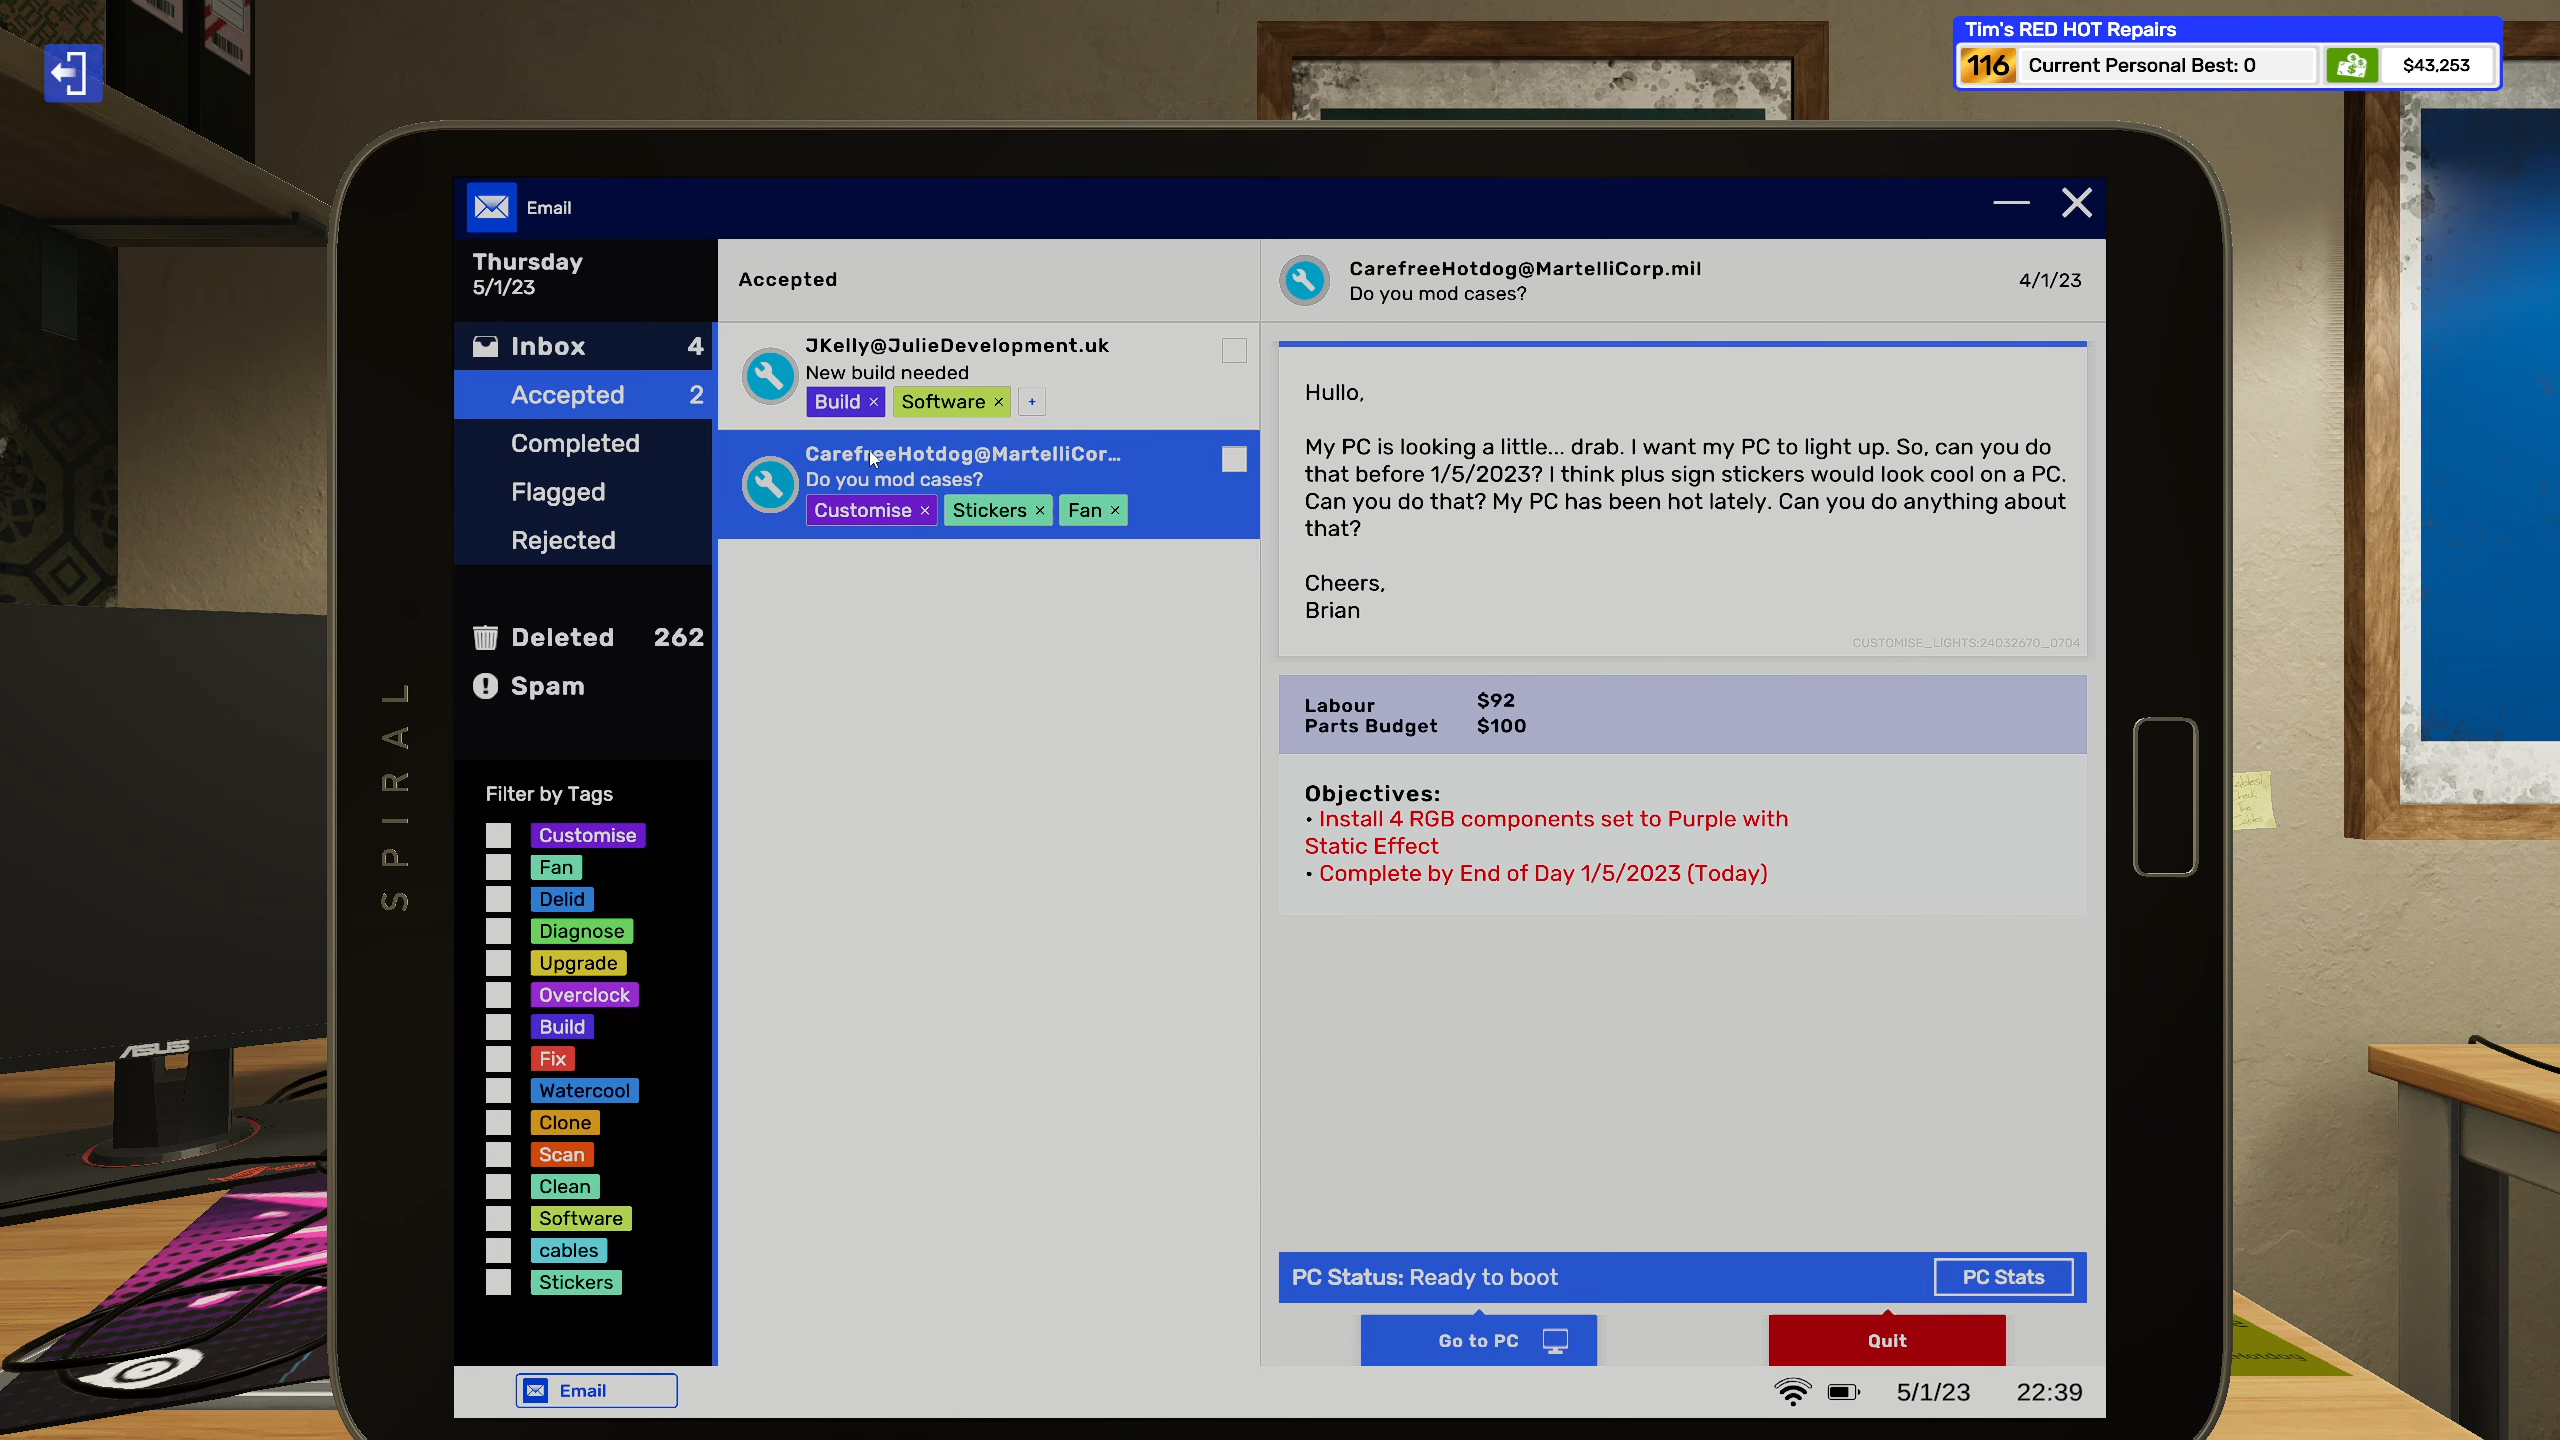 Tim's RED HOT Repairs
116 Current Personal Best: 0 $43,253
Email
Thursday
5/1/23
Inbox 4
Accepted 2
Completed
Flagged
Rejected
Deleted 262
Spam
Filter by Tags
Customise
Fan
Delid
Diagnose
Upgrade
Overclock
Build
Fix
Watercool
Clone
Scan
Clean
Software
cables
Stickers
Accepted
JKelly@JulieDevelopment.uk
New build needed
Build × Software × +
CarefreeHotdog@MartelliCor...
Do you mod cases?
Customise × Stickers × Fan ×
CarefreeHotdog@MartelliCorp.mil
Do you mod cases?
4/1/23
Hullo,
My PC is looking a little... drab. I want my PC to light up. So, can you do
that before 1/5/2023? I think plus sign stickers would look cool on a PC.
Can you do that? My PC has been hot lately. Can you do anything about
that?
Cheers,
Brian
CUSTOMISE_LIGHTS:24032670_0704
Labour $92
Parts Budget $100
Objectives:
• Install 4 RGB components set to Purple with
Static Effect
• Complete by End of Day 1/5/2023 (Today)
PC Status: Ready to boot
PC Stats
Go to PC
Quit
Email
5/1/23 22:39
SPIRAL
ASUS